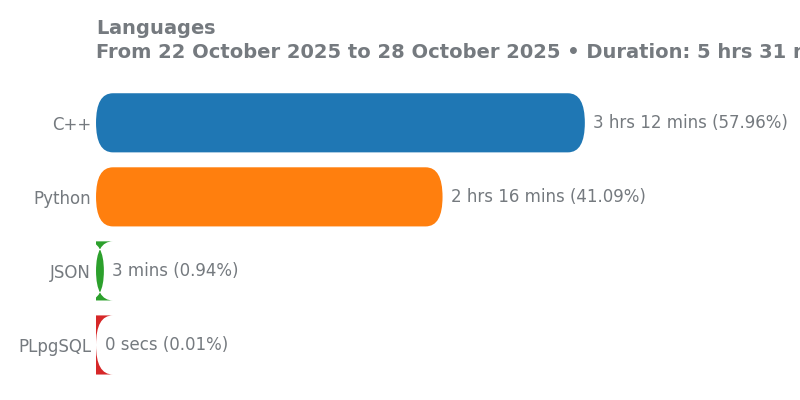 Languages
From 22 October 2025 to 28 October 2025 • Duration: 5 hrs 31
C++ 3 hrs 12 mins (57.96%)
Python 2 hrs 16 mins (41.09%)
JSON 3 mins (0.94%)
PLpgSQL 0 secs (0.01%)